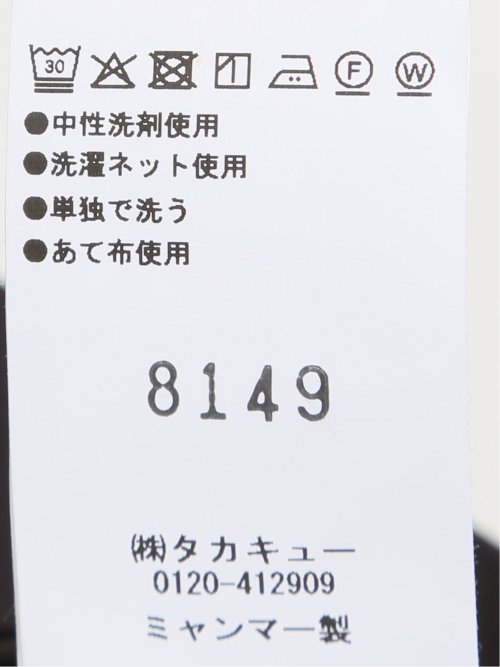 30 F W
●中性洗剤使用
●洗濯ネット使用
●単独で洗う
●あて布使用
8149
㈱タカキュー
0120-412909
ミャンマー製